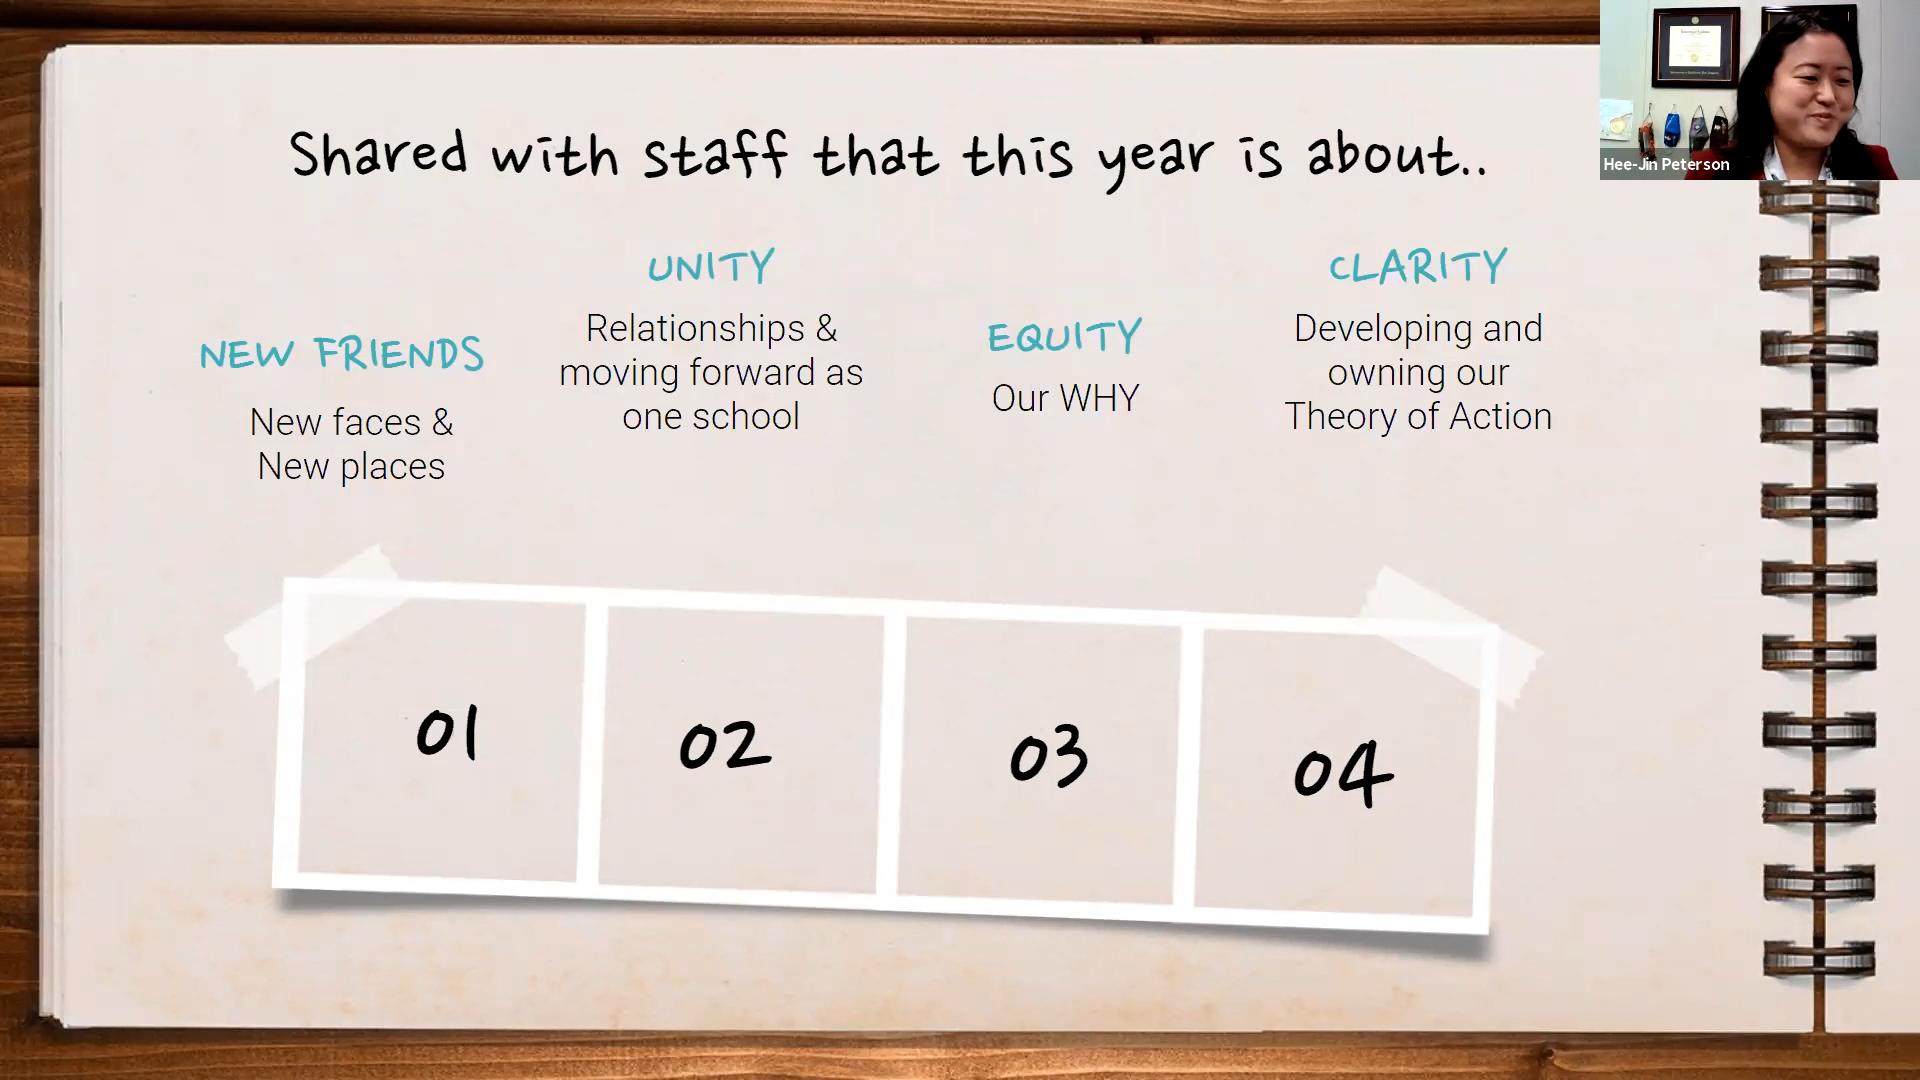 Shared with staff that this year is about..
NEW FRIENDS
New faces &
New places
UNITY
Relationships &
moving forward as
one school
EQUITY
Our WHY
CLARITY
Developing and
owning our
Theory of Action
01
02
03
04
Hee-Jin Peterson